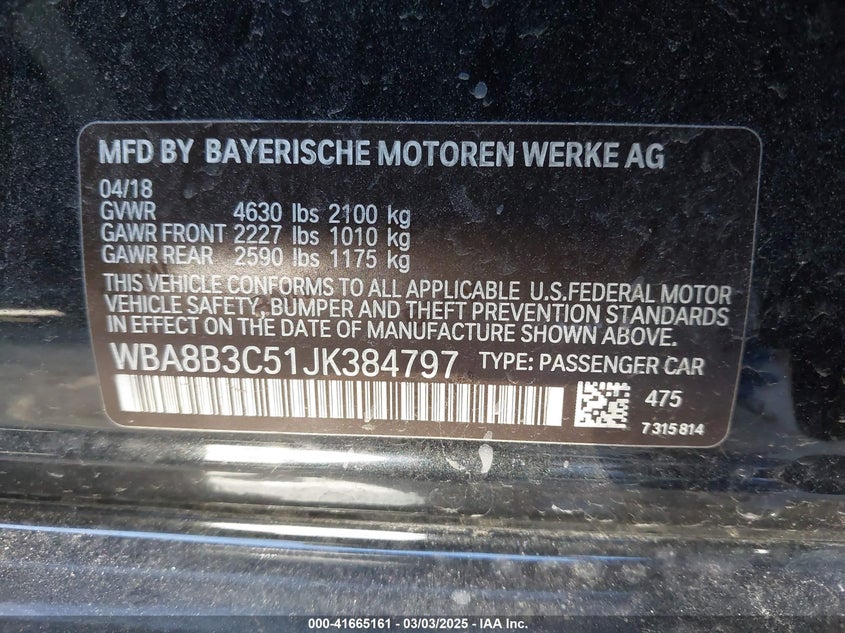 MFD BY BAYERISCHE MOTOREN WERKE AG
04/18
GVWR 4630 lbs 2100 kg
GAWR FRONT 2227 lbs 1010 kg
GAWR REAR 2590 lbs 1175 kg
THIS VEHICLE CONFORMS TO ALL APPLICABLE U.S.FEDERAL MOTOR
VEHICLE SAFETY, BUMPER AND THEFT PREVENTION STANDARDS
IN EFFECT ON THE DATE OF MANUFACTURE SHOWN ABOVE.
WBA8B3C51JK384797 TYPE: PASSENGER CAR
475
7315814
000-41665161 | 03/03/2025 - IAA Inc.